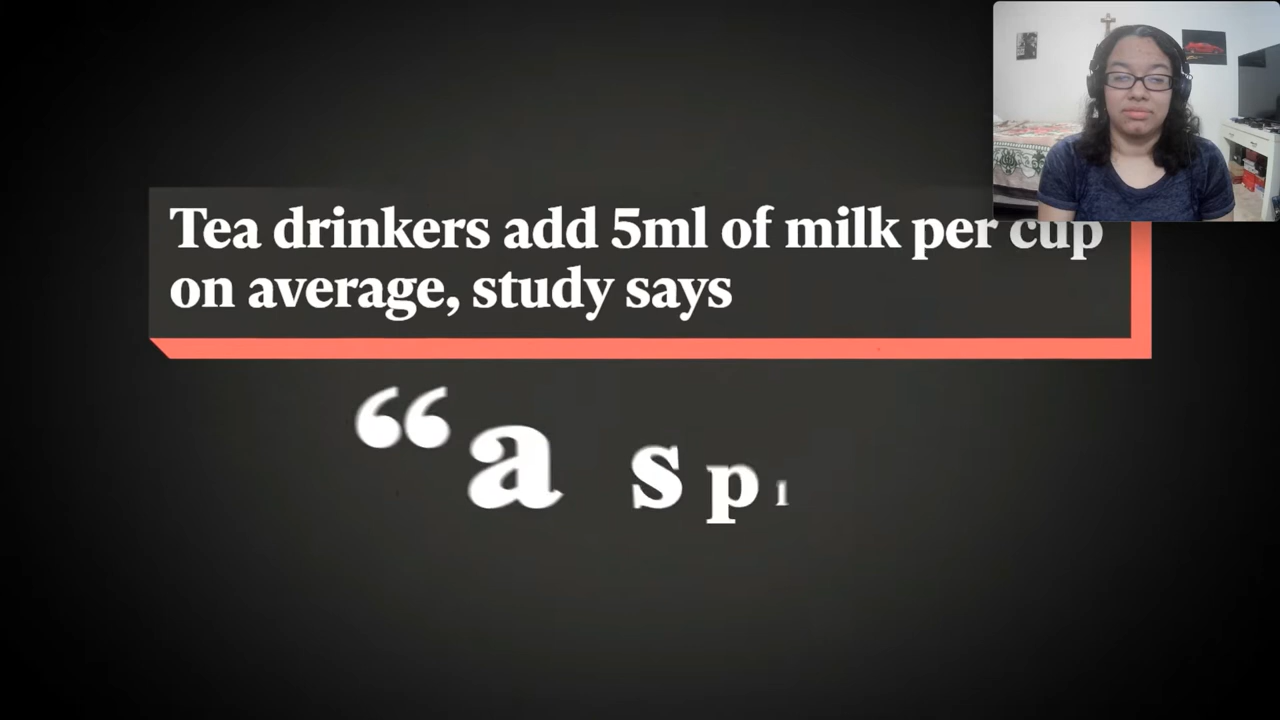 Tea drinkers add 5ml of milk per cup
on average, study says
“a sp